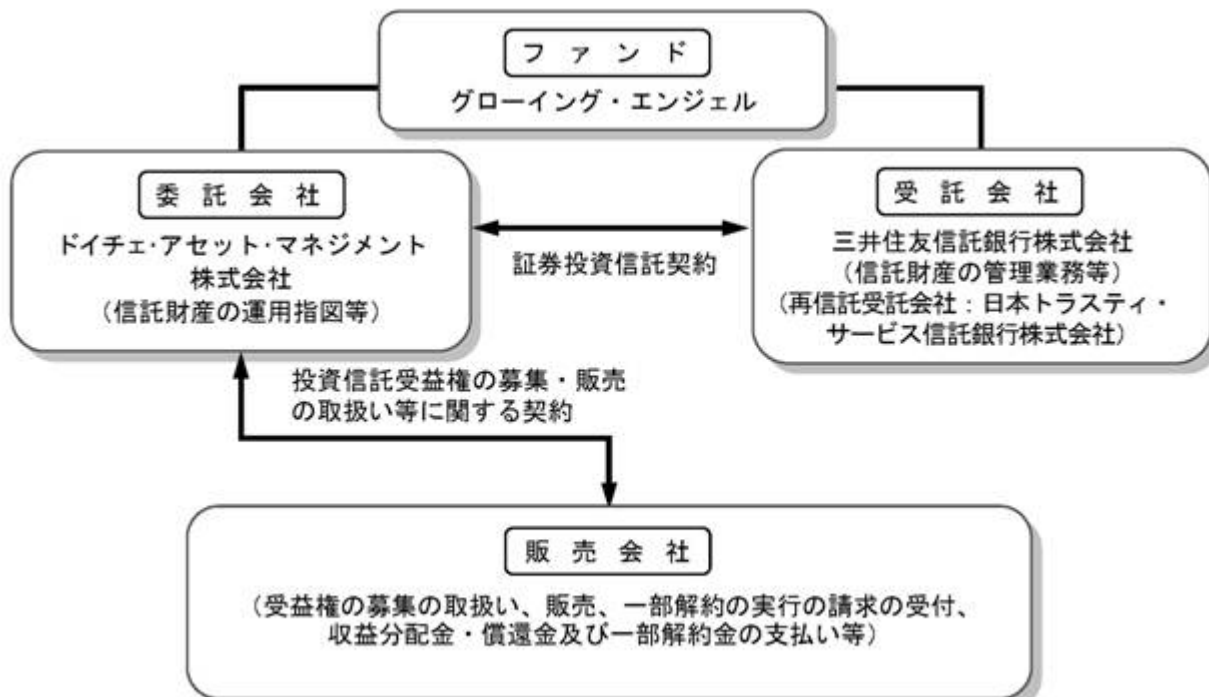 ファンド
グローイング・エンジェル
委託会社
ドイチェ・アセット・マネジメント
株式会社
(信託財産の運用指図等)
証券投資信託契約
受託会社
三井住友信託銀行株式会社
(信託財産の管理業務等)
(再信託受託会社:日本トラスティ・
サービス信託銀行株式会社)
投資信託受益権の募集・販売
の取扱い等に関する契約
販売会社
(受益権の募集の取扱い、販売、一部解約の実行の請求の受付、
収益分配金・償還金及び一部解約金の支払い等)